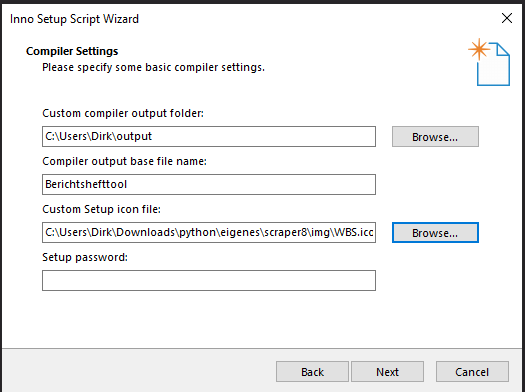 Inno Setup Script Wizard
Compiler Settings
Please specify some basic compiler settings.
Custom compiler output folder:
C:\Users\Dirk\output
Browse...
Compiler output base file name:
Berichtshefttool
Custom Setup icon file:
C:\Users\Dirk\Downloads\python\eigenes\scraper8\img\WBS.icc
Browse...
Setup password:
Back
Next
Cancel